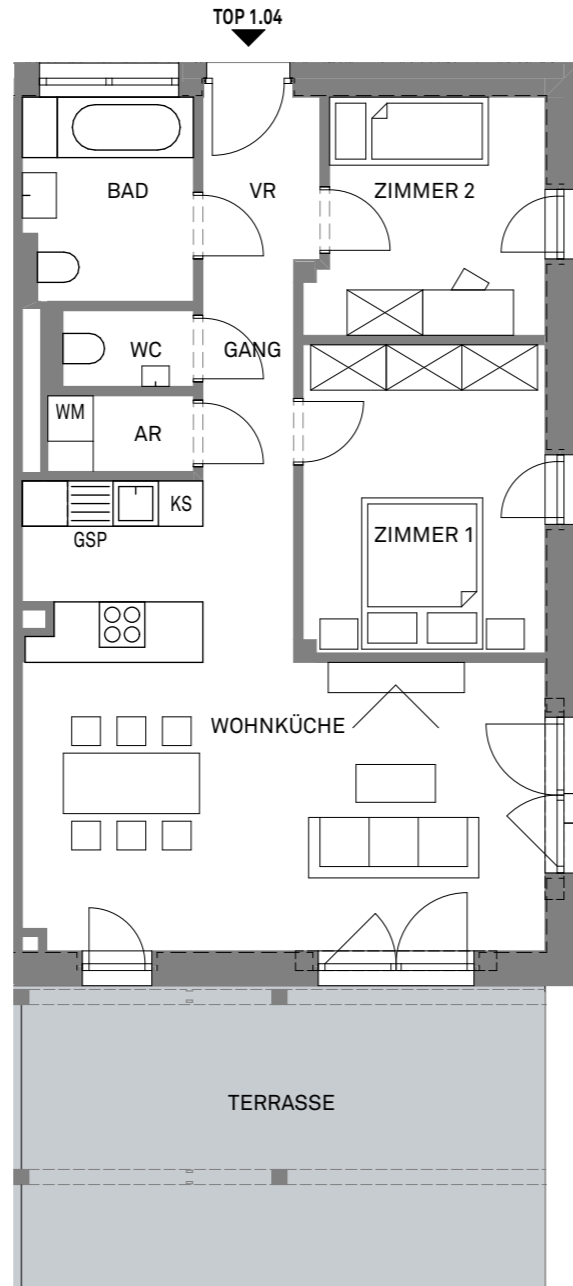 TOP 1.04
BAD
VR
ZIMMER 2
WC
GANG
WM
AR
KS
GSP
ZIMMER 1
WOHNKÜCHE
TERRASSE